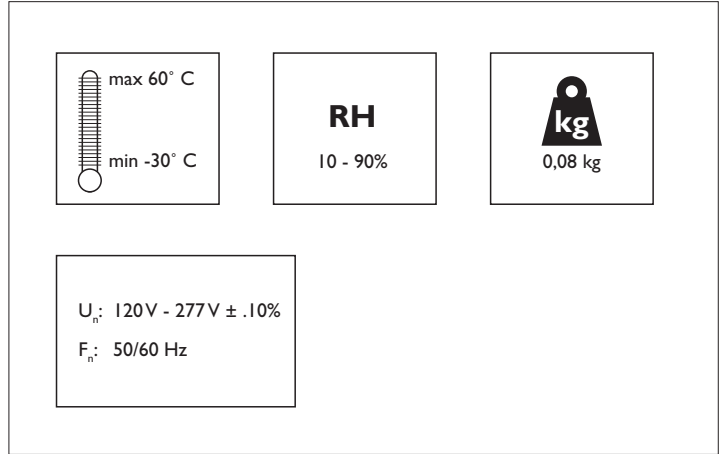 max 60˚ C
min -30˚ C
RH
10 - 90%
kg
0,08 kg
Un: 120V - 277V ± .10%
Fn: 50/60 Hz